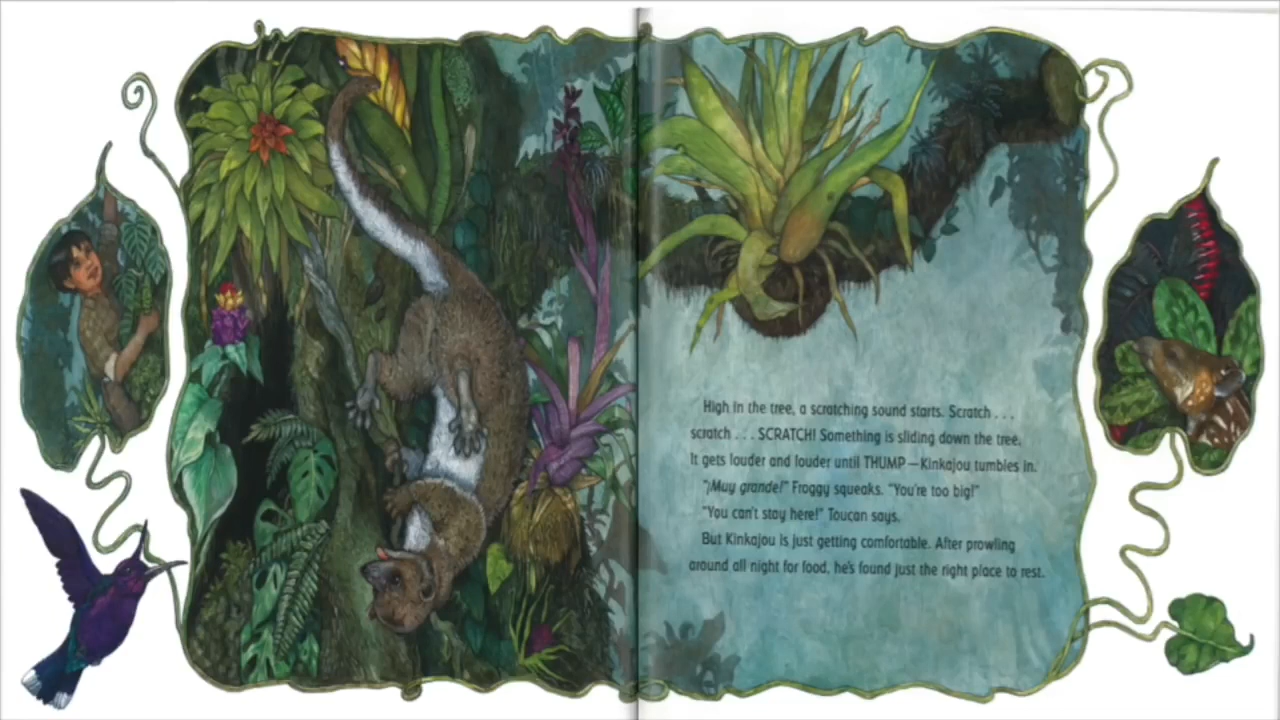 High in the tree, a scratching sound starts. Scratch . . .
scratch . . . SCRATCH! Something is sliding down the tree.
It gets louder and louder until THUMP — Kinkajou tumbles in.
"¡Muy grande!" Froggy squeaks. "You're too big!"
"You can't stay here!" Toucan says.
But Kinkajou is just getting comfortable. After prowling
around all night for food, he's found just the right place to rest.